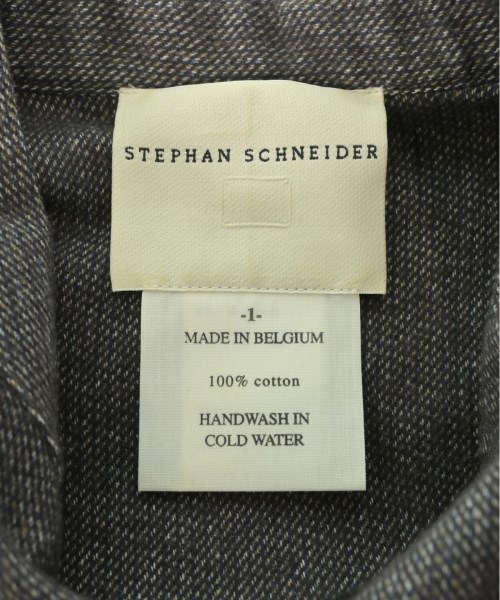 STEPHAN SCHNEIDER
-1-
MADE IN BELGIUM
100% cotton
HANDWASH IN
COLD WATER